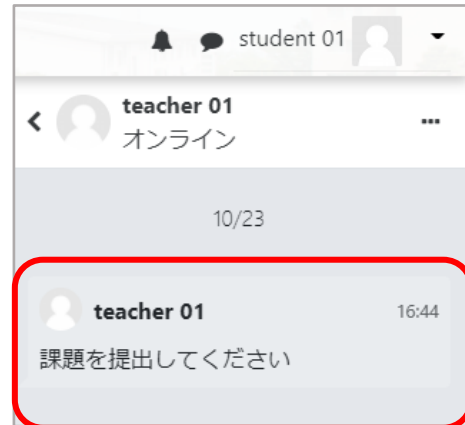 student 01
teacher 01
オンライン
10/23
teacher 01 16:44
課題を提出してください